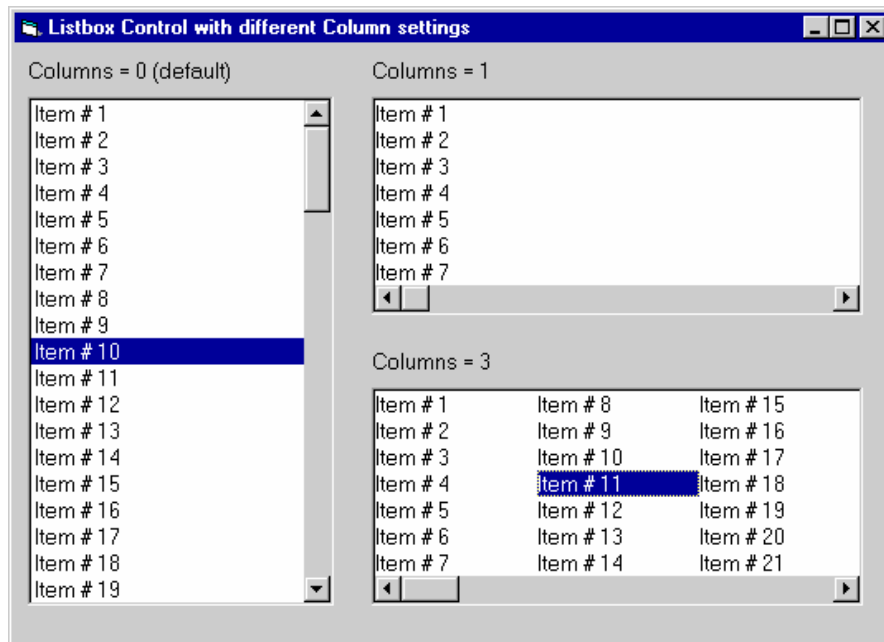 Listbox Control with different Column settings
Columns = 0 (default)
Item # 1
Item # 2
Item # 3
Item # 4
Item # 5
Item # 6
Item # 7
Item # 8
Item # 9
Item # 10
Item # 11
Item # 12
Item # 13
Item # 14
Item # 15
Item # 16
Item # 17
Item # 18
Item # 19
Columns = 1
Item # 1
Item # 2
Item # 3
Item # 4
Item # 5
Item # 6
Item # 7
Columns = 3
Item # 1 Item # 8 Item # 15
Item # 2 Item # 9 Item # 16
Item # 3 Item # 10 Item # 17
Item # 4 Item # 11 Item # 18
Item # 5 Item # 12 Item # 19
Item # 6 Item # 13 Item # 20
Item # 7 Item # 14 Item # 21